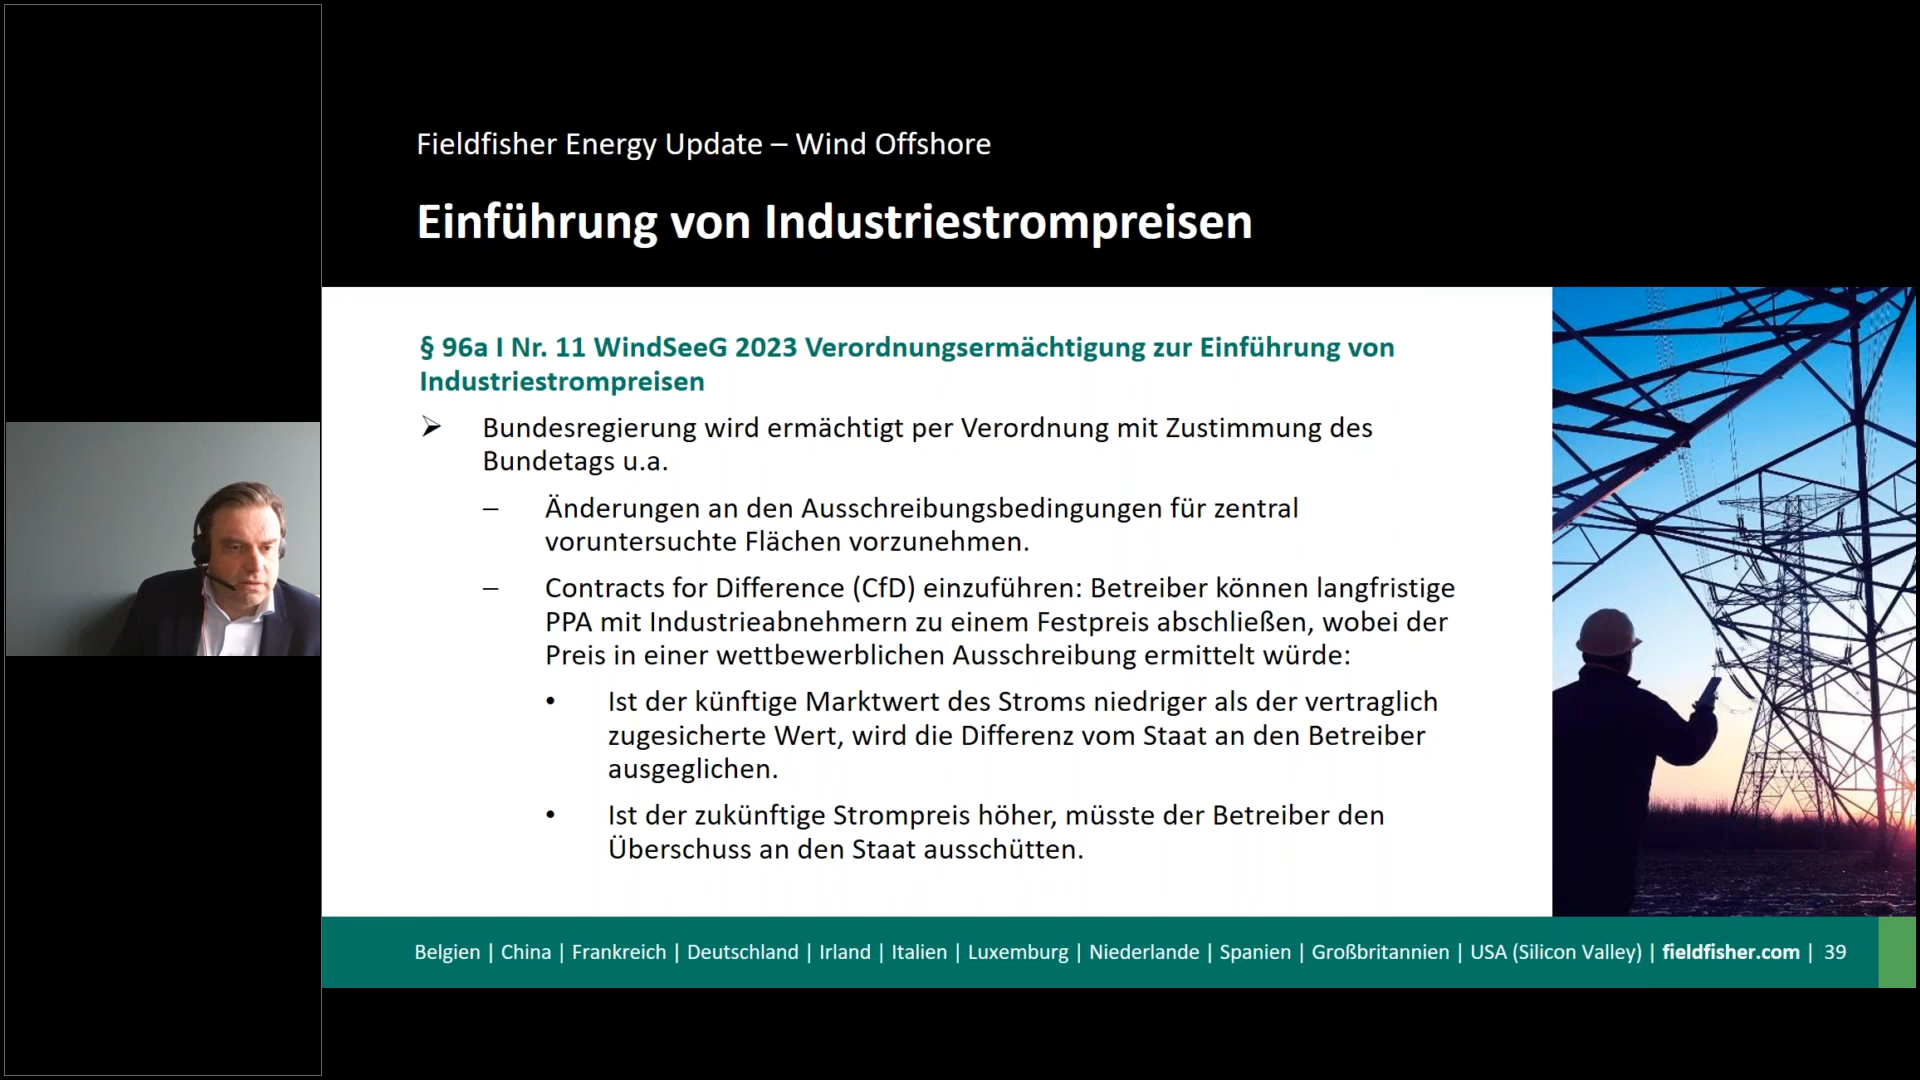 Fieldfisher Energy Update – Wind Offshore
Einführung von Industriestrompreisen
§ 96a I Nr. 11 WindSeeG 2023 Verordnungsermächtigung zur Einführung von
Industriestrompreisen
➢ Bundesregierung wird ermächtigt per Verordnung mit Zustimmung des
Bundetags u.a.
– Änderungen an den Ausschreibungsbedingungen für zentral
voruntersuchte Flächen vorzunehmen.
– Contracts for Difference (CfD) einzuführen: Betreiber können langfristige
PPA mit Industrieabnehmern zu einem Festpreis abschließen, wobei der
Preis in einer wettbewerblichen Ausschreibung ermittelt würde:
• Ist der künftige Marktwert des Stroms niedriger als der vertraglich
zugesicherte Wert, wird die Differenz vom Staat an den Betreiber
ausgeglichen.
• Ist der zukünftige Strompreis höher, müsste der Betreiber den
Überschuss an den Staat ausschütten.
Belgien | China | Frankreich | Deutschland | Irland | Italien | Luxemburg | Niederlande | Spanien | Großbritannien | USA (Silicon Valley) | fieldfisher.com | 39